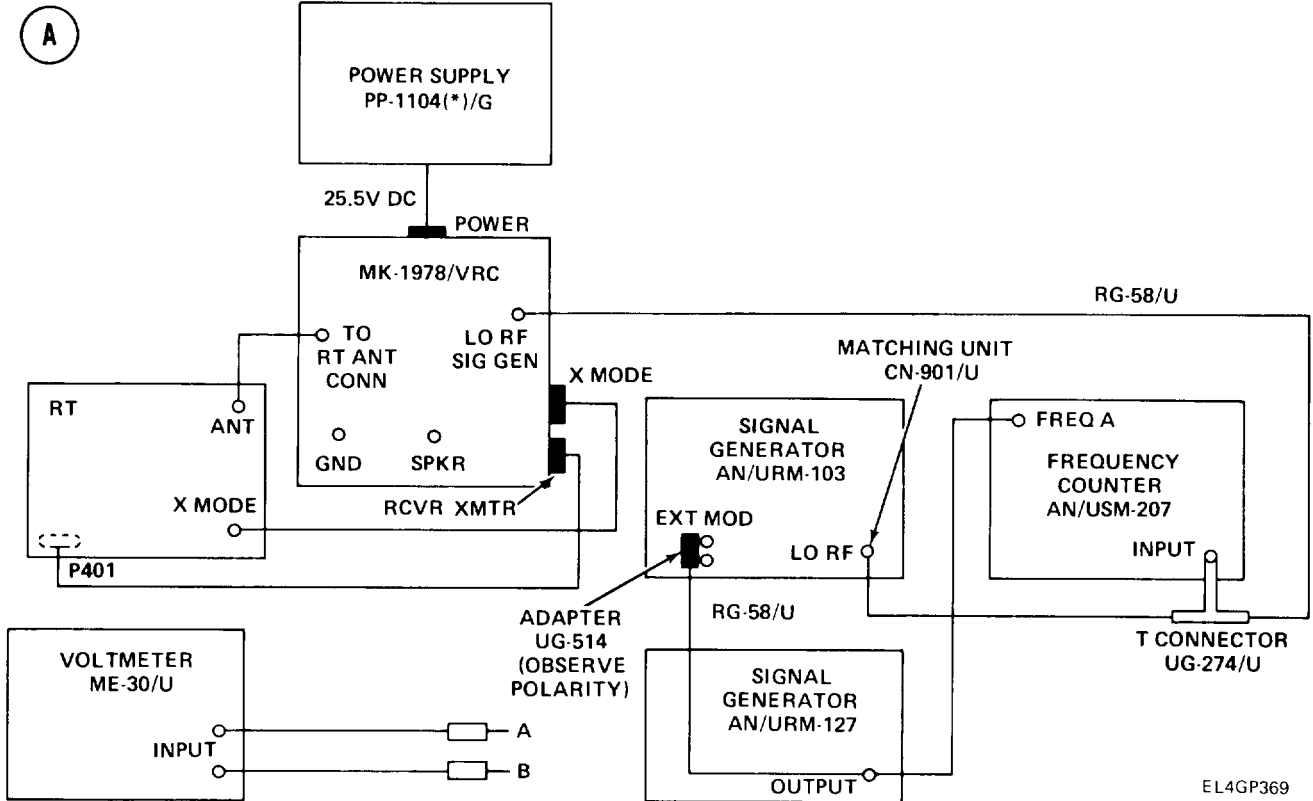 A
POWER SUPPLY
PP-1104(*)/G
25.5V DC
POWER
MK-1978/VRC
TO
RT ANT
CONN
LO RF
SIG GEN
GND
SPKR
X MODE
RCVR XMTR
RT
ANT
X MODE
P401
RG-58/U
MATCHING UNIT
CN-901/U
SIGNAL
GENERATOR
AN/URM-103
EXT MOD
LO RF
FREQ A
FREQUENCY
COUNTER
AN/USM-207
INPUT
T CONNECTOR
UG-274/U
ADAPTER
UG-514
(OBSERVE
POLARITY)
RG-58/U
SIGNAL
GENERATOR
AN/URM-127
OUTPUT
VOLTMETER
ME-30/U
INPUT
A
B
EL4GP369